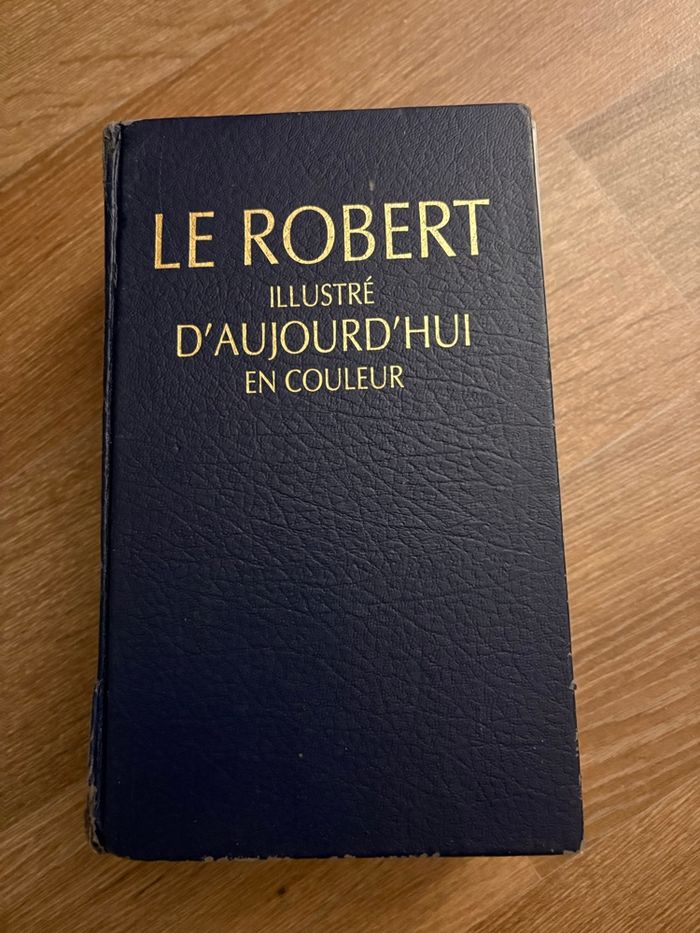 LE ROBERT
ILLUSTRÉ
D'AUJOURD'HUI
EN COULEUR